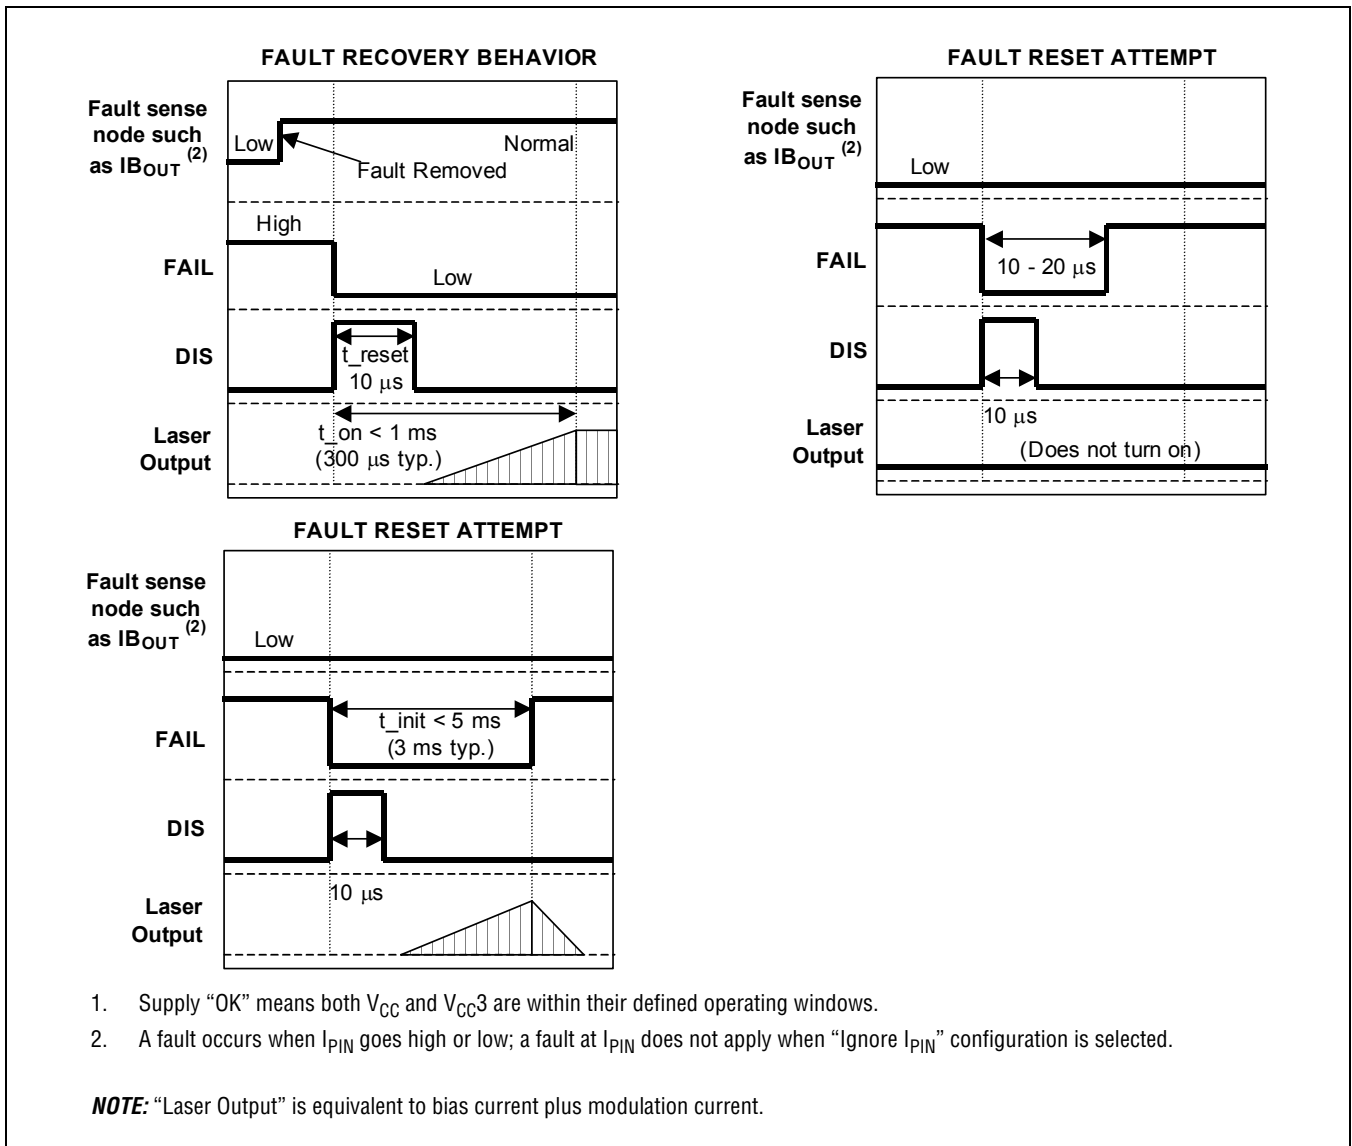 FAULT RECOVERY BEHAVIOR
Fault sense
node such
as IBOUT (2)
Low
Normal
Fault Removed
High
FAIL
Low
DIS
t_reset
10 µs
Laser
Output
t_on < 1 ms
(300 µs typ.)
FAULT RESET ATTEMPT
Fault sense
node such
as IBOUT (2)
Low
FAIL
10 - 20 µs
DIS
10 µs
Laser
Output
(Does not turn on)
FAULT RESET ATTEMPT
Fault sense
node such
as IBOUT (2)
Low
FAIL
t_init < 5 ms
(3 ms typ.)
DIS
10 µs
Laser
Output
1. Supply “OK” means both VCC and VCC3 are within their defined operating windows.
2. A fault occurs when IPIN goes high or low; a fault at IPIN does not apply when “Ignore IPIN” configuration is selected.
NOTE: “Laser Output” is equivalent to bias current plus modulation current.